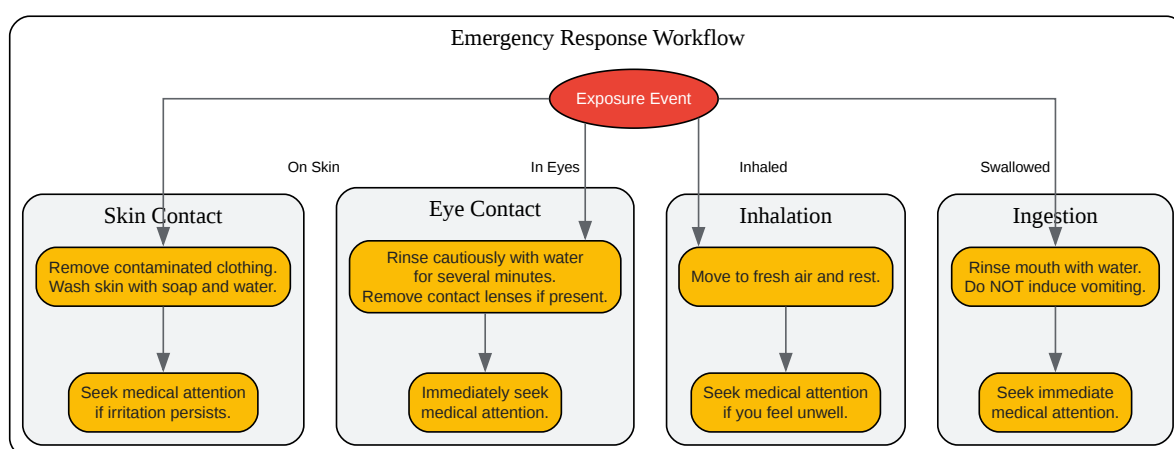 Emergency Response Workflow
Exposure Event
On Skin
In Eyes
Inhaled
Swallowed
Skin Contact
Remove contaminated clothing.
Wash skin with soap and water.
Seek medical attention
if irritation persists.
Eye Contact
Rinse cautiously with water
for several minutes.
Remove contact lenses if present.
Immediately seek
medical attention.
Inhalation
Move to fresh air and rest.
Seek medical attention
if you feel unwell.
Ingestion
Rinse mouth with water.
Do NOT induce vomiting.
Seek immediate
medical attention.